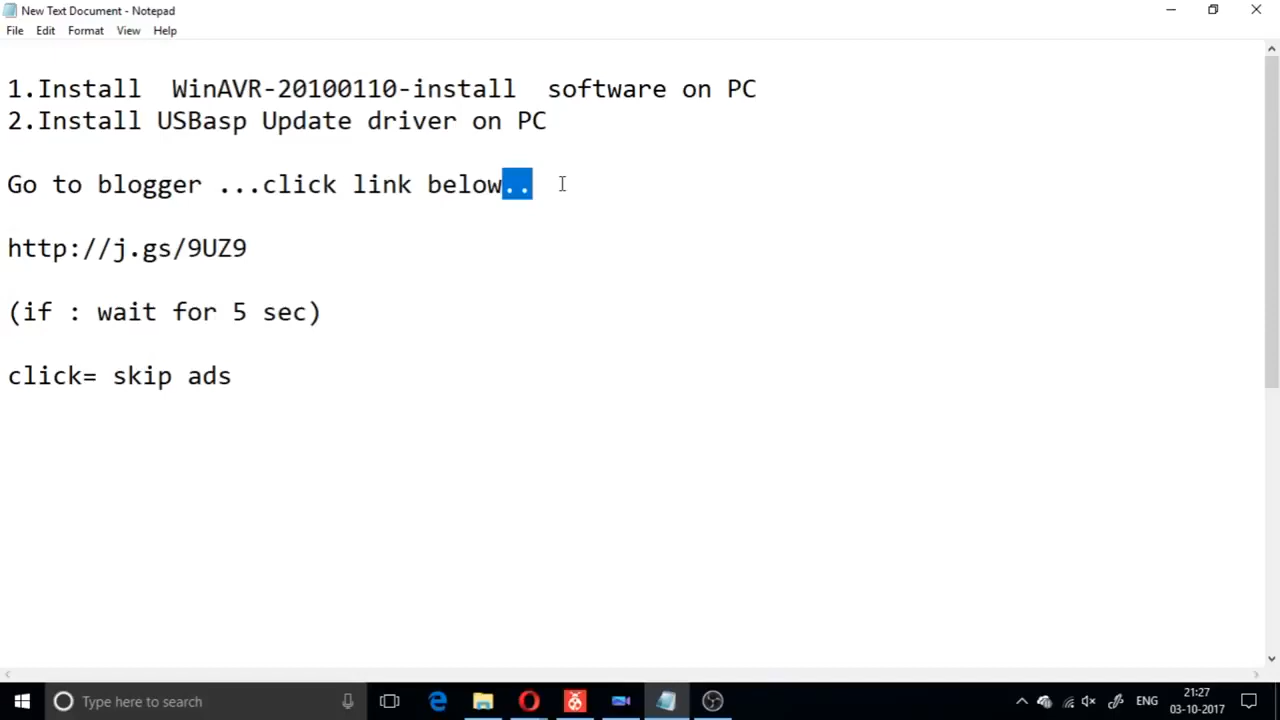 New Text Document - Notepad
File Edit Format View Help
1.Install  WinAVR-20100110-install  software on PC
2.Install USBasp Update driver on PC
Go to blogger ...click link below..
http://j.gs/9UZ9
(if : wait for 5 sec)
click= skip ads
Type here to search
ENG
21:27
03-10-2017